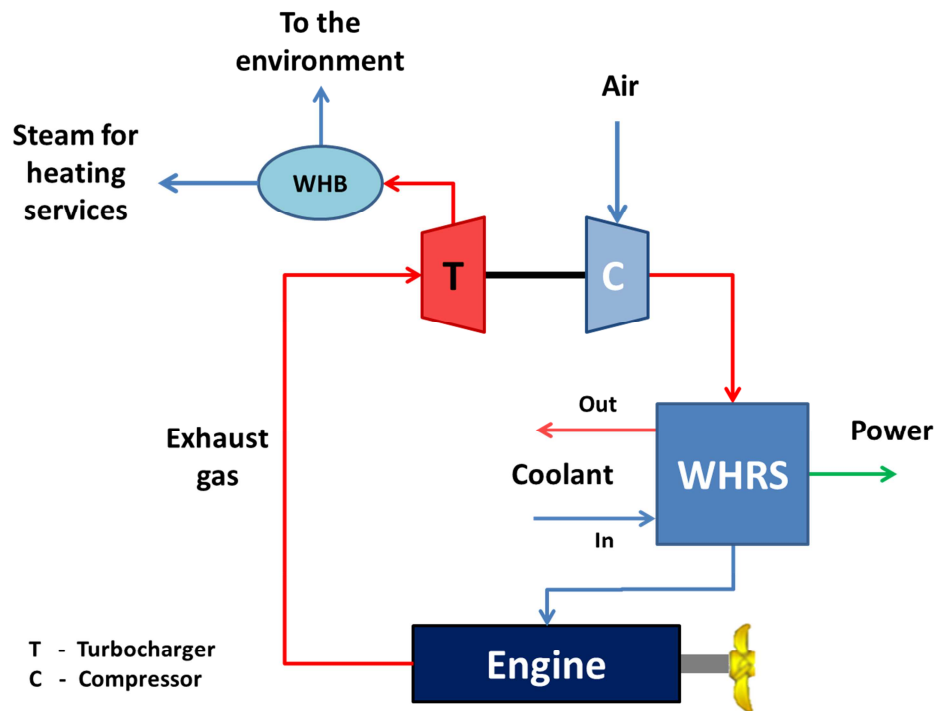 To the
environment
Air
Steam for
heating
services
WHB
T
C
Out
Power
Exhaust
gas
Coolant
WHRS
In
Engine
T - Turbocharger
C - Compressor